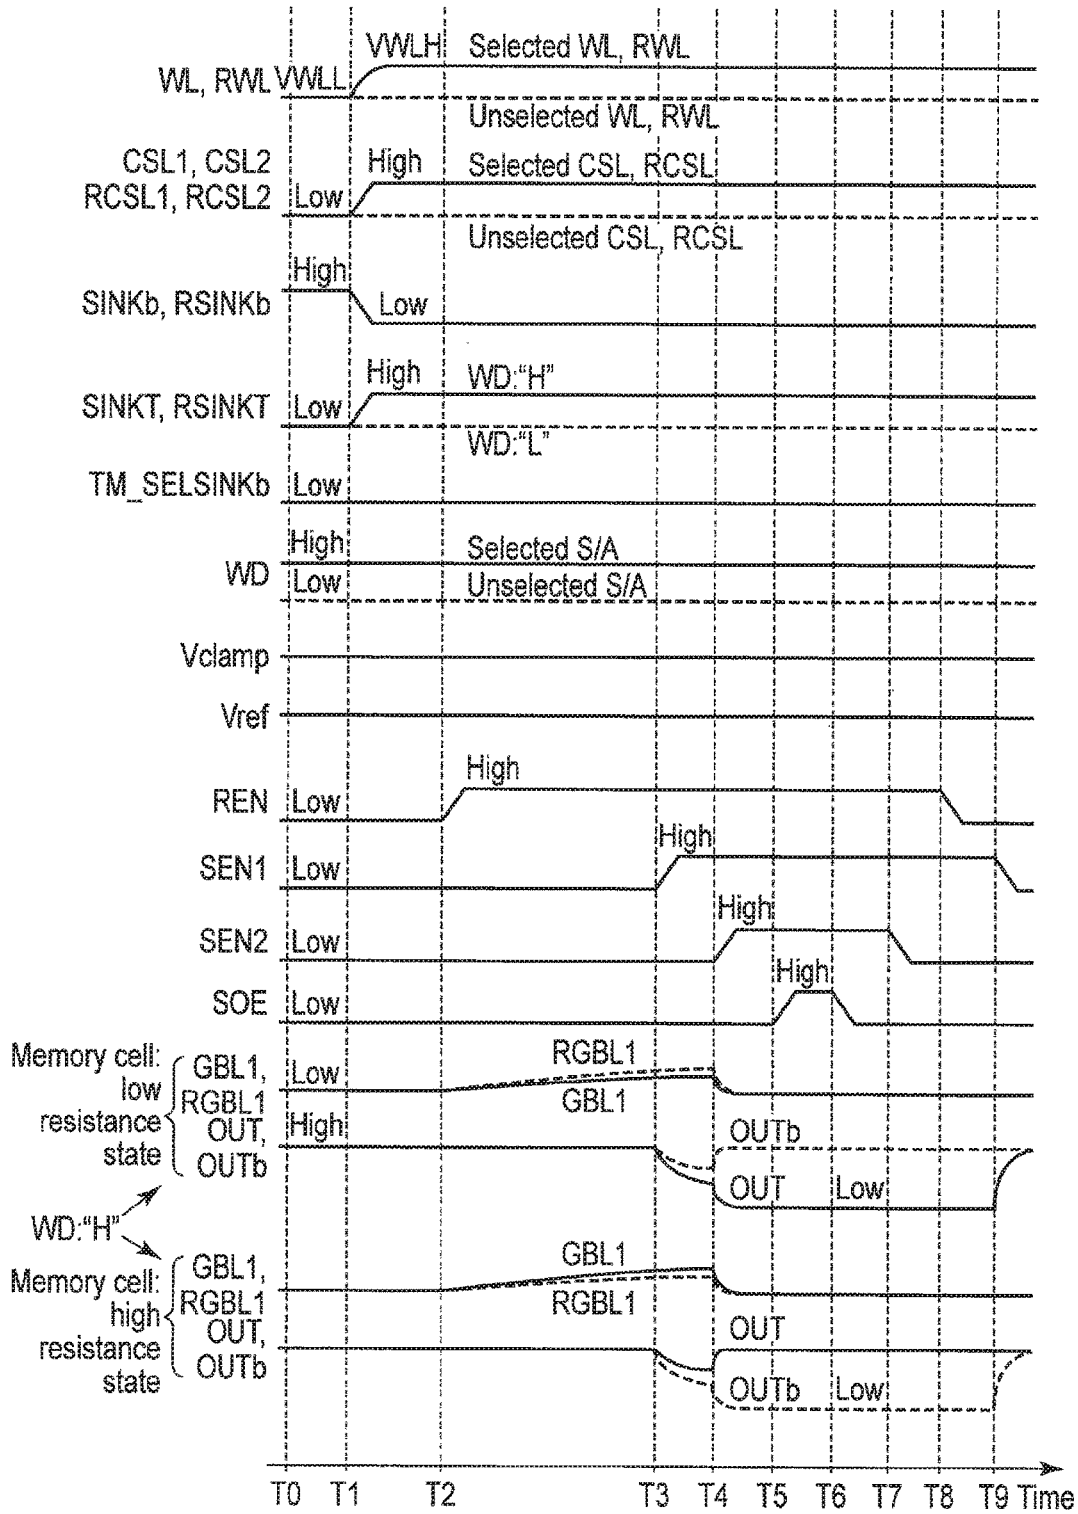 VWLH Selected WL, RWL
WL, RWL VWLL
Unselected WL, RWL
CSL1, CSL2 High Selected CSL, RCSL
RCSL1, RCSL2 Low
Unselected CSL, RCSL
High
SINKb, RSINKb Low
High WD:“H”
SINKT, RSINKT Low
WD:“L”
TM_SELSINKb Low
High Selected S/A
WD
Low Unselected S/A
Vclamp
Vref
High
REN Low
High
SEN1 Low
High
SEN2 Low
High
SOE Low
Memory cell:
low
resistance
state
GBL1,
RGBL1
OUT,
OUTb
Low
RGBL1
GBL1
High
OUTb
OUT Low
WD:“H”
Memory cell:
high
resistance
state
GBL1,
RGBL1
OUT,
OUTb
GBL1
RGBL1
OUT
OUTb Low
T0 T1 T2 T3 T4 T5 T6 T7 T8 T9 Time